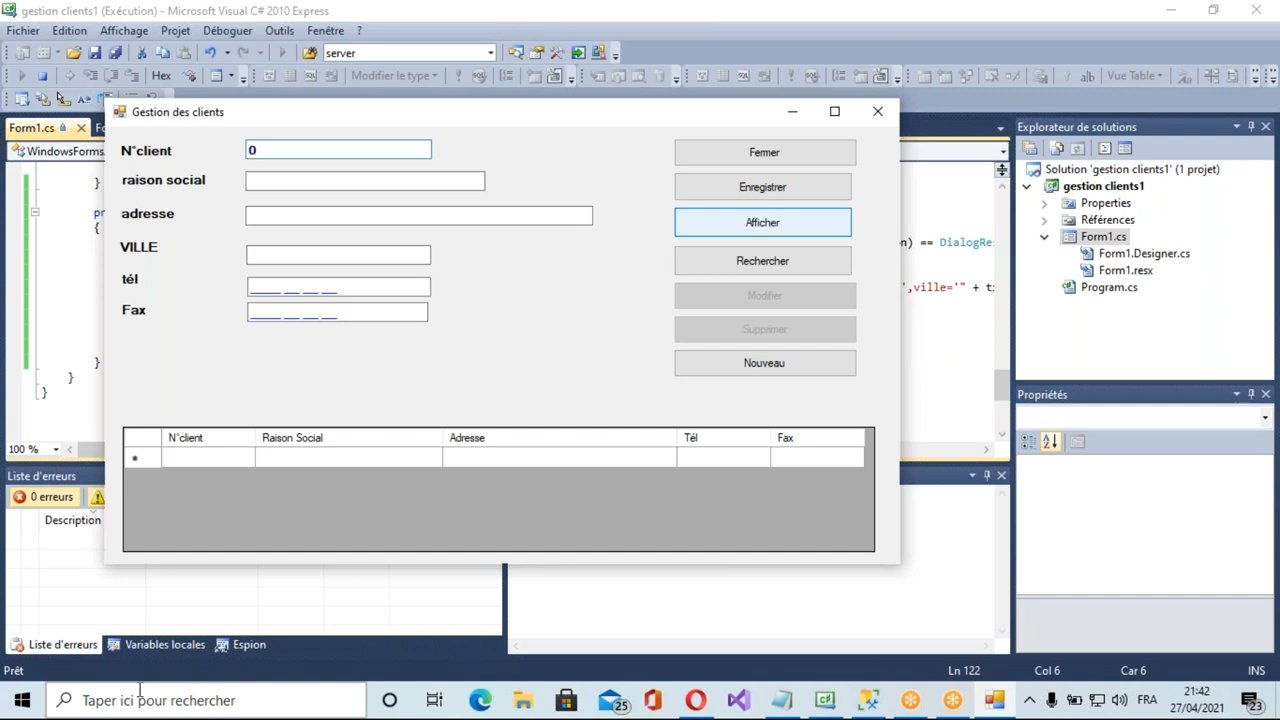 gestion clients1 (Exécution) - Microsoft Visual C# 2010 Express
Fichier Edition Affichage Projet Déboguer Outils Fenêtre ?
server
Hex Modifier le type Vue Table
Form1.cs
Gestion des clients
Explorateur de solutions
WindowsForms
N°client 0 Fermer
Solution 'gestion clients1' (1 projet)
raison social Enregistrer
gestion clients1
Properties
adresse Afficher
Références
Form1.cs
VILLE Rechercher
Form1.Designer.cs
tél
Form1.resx
Modifier
Program.cs
Fax
Supprimer
Nouveau
}
{
}
}
}
on) == DialogRes
',ville='" + ti
Propriétés
N°client Raison Social Adresse Tél Fax
*
100 %
Liste d'erreurs
0 erreurs
Description
Liste d'erreurs Variables locales Espion
Prêt Ln 122 Col 6 Car 6 INS
Taper ici pour rechercher
25
FRA
21:42
27/04/2021
23